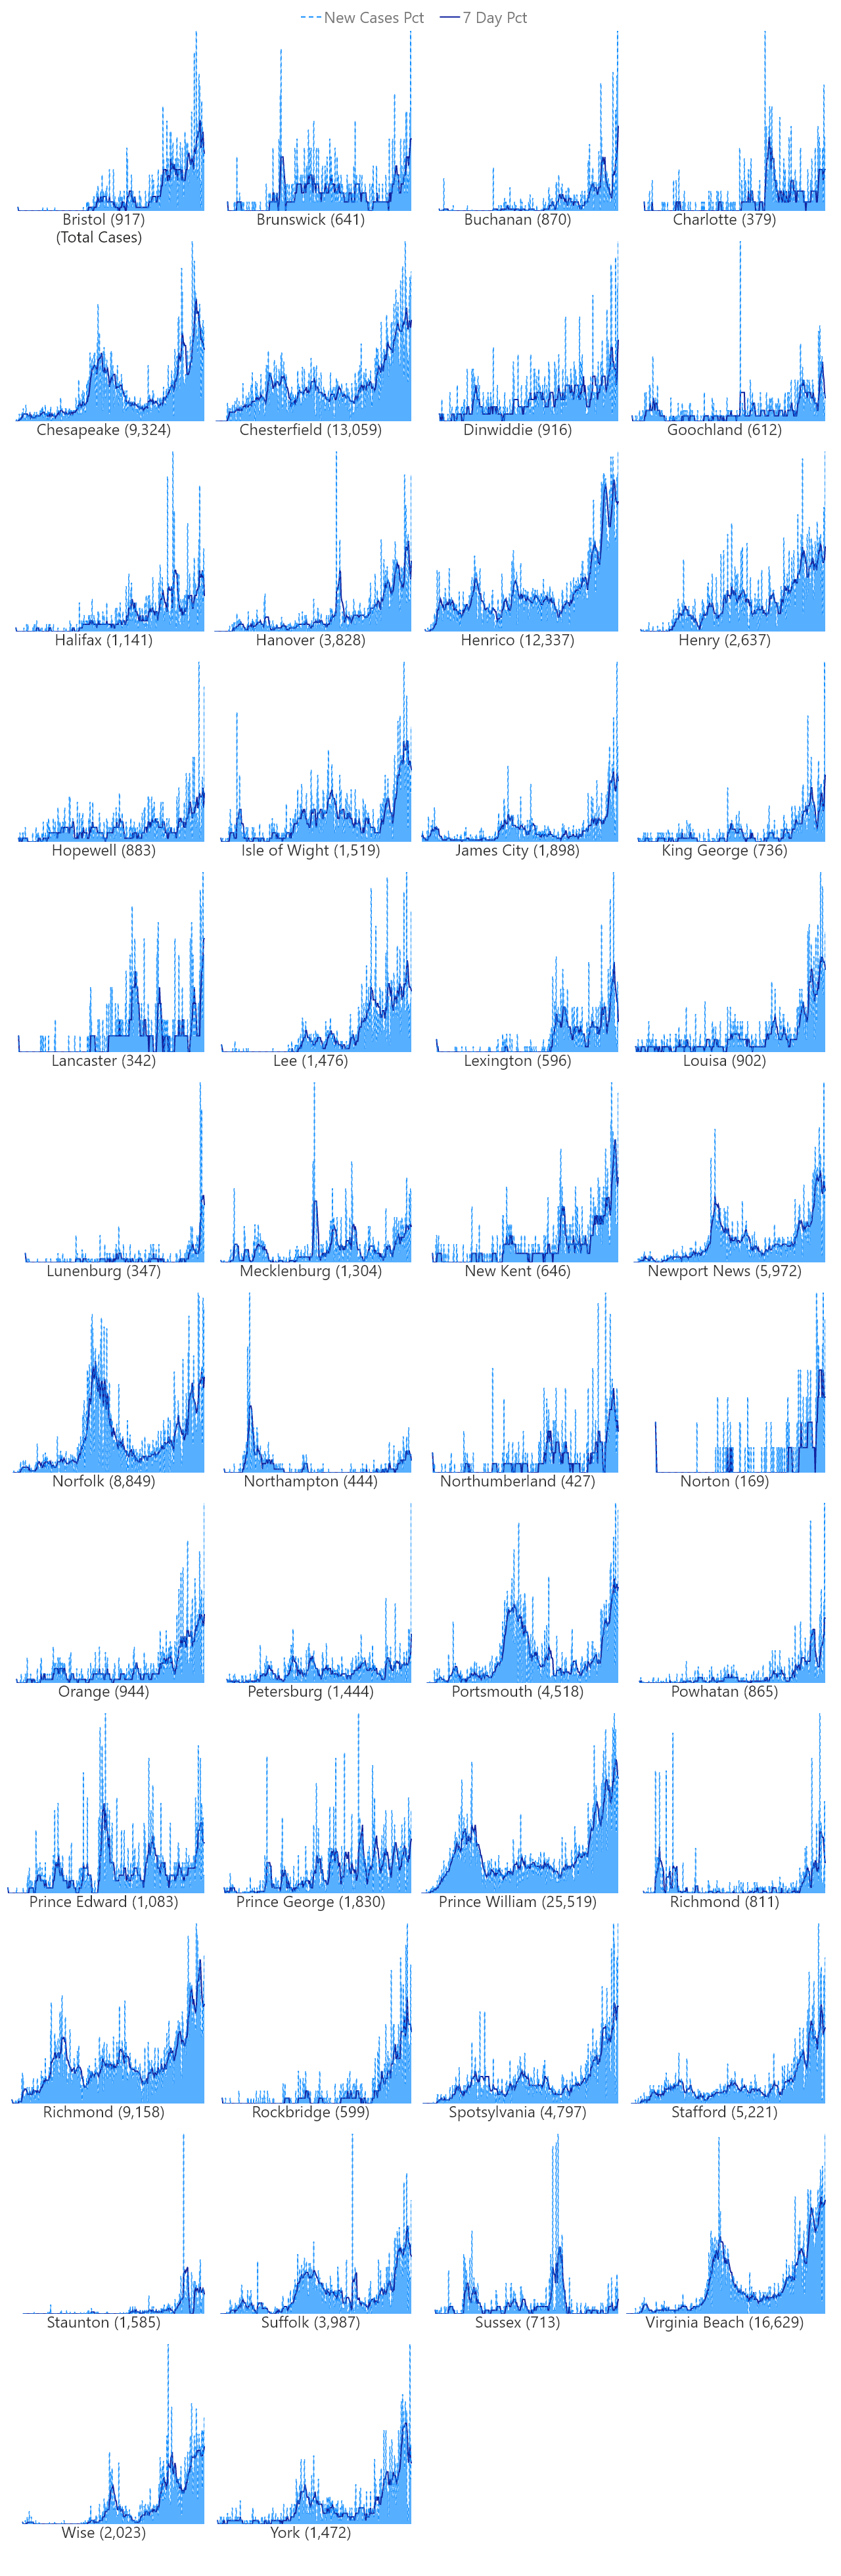 New Cases Pct 7 Day Pct
Bristol (917) Brunswick (641) Buchanan (870) Charlotte (379)
(Total Cases)
Chesapeake (9,324) Chesterfield (13,059) Dinwiddie (916) Goochland (612)
Halifax (1,141) Hanover (3,828) Henrico (12,337) Henry (2,637)
Hopewell (883) Isle of Wight (1,519) James City (1,898) King George (736)
Lancaster (342) Lee (1,476) Lexington (596) Louisa (902)
Lunenburg (347) Mecklenburg (1,304) New Kent (646) Newport News (5,972)
Norfolk (8,849) Northampton (444) Northumberland (427) Norton (169)
Orange (944) Petersburg (1,444) Portsmouth (4,518) Powhatan (865)
Prince Edward (1,083) Prince George (1,830) Prince William (25,519) Richmond (811)
Richmond (9,158) Rockbridge (599) Spotsylvania (4,797) Stafford (5,221)
Staunton (1,585) Suffolk (3,987) Sussex (713) Virginia Beach (16,629)
Wise (2,023) York (1,472)